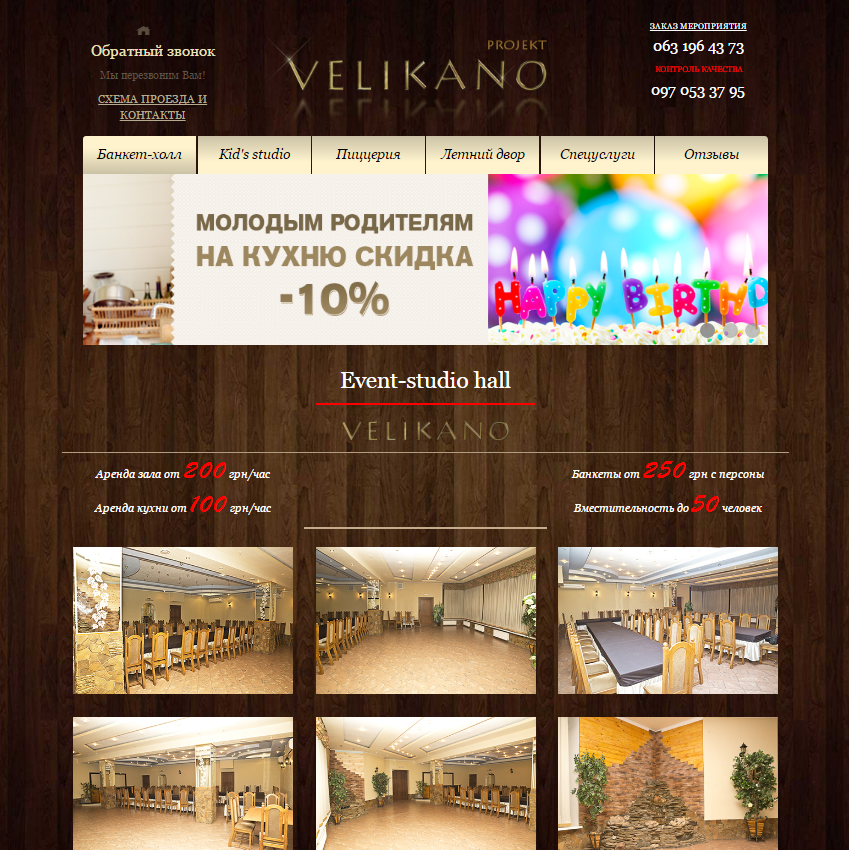 Обратный звонок
Мы перезвоним Вам!
СХЕМА ПРОЕЗДА И
КОНТАКТЫ
PROJEKT
VELIKANO
ЗАКАЗ МЕРОПРИЯТИЯ
063 196 43 73
КОНТРОЛЬ КАЧЕСТВА
097 053 37 95
Банкет-холл
Kid's studio
Пиццерия
Летний двор
Спецуслуги
Отзывы
МОЛОДЫМ РОДИТЕЛЯМ
НА КУХНЮ СКИДКА
-10%
HAPPY BIRTHD
Event-studio hall
VELIKANO
Аренда зала от 200 грн/час
Аренда кухни от 100 грн/час
Банкеты от 250 грн с персоны
Вместительность до 50 человек